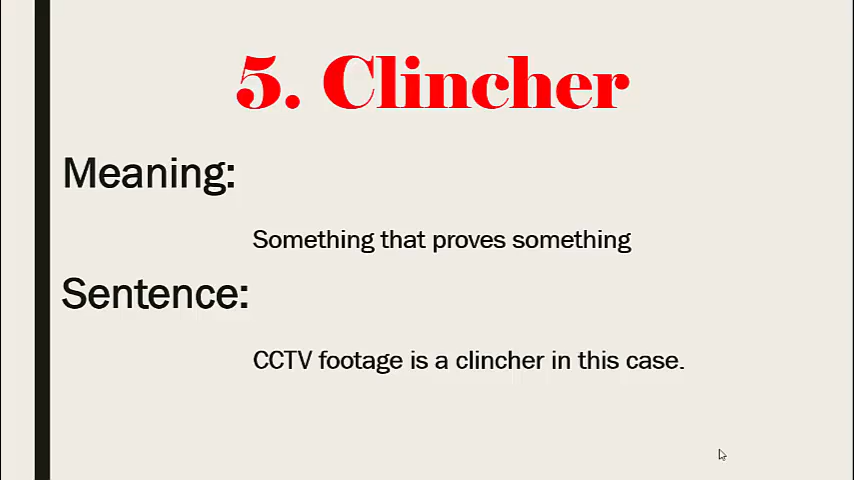 5. Clincher
Meaning:
Something that proves something
Sentence:
CCTV footage is a clincher in this case.